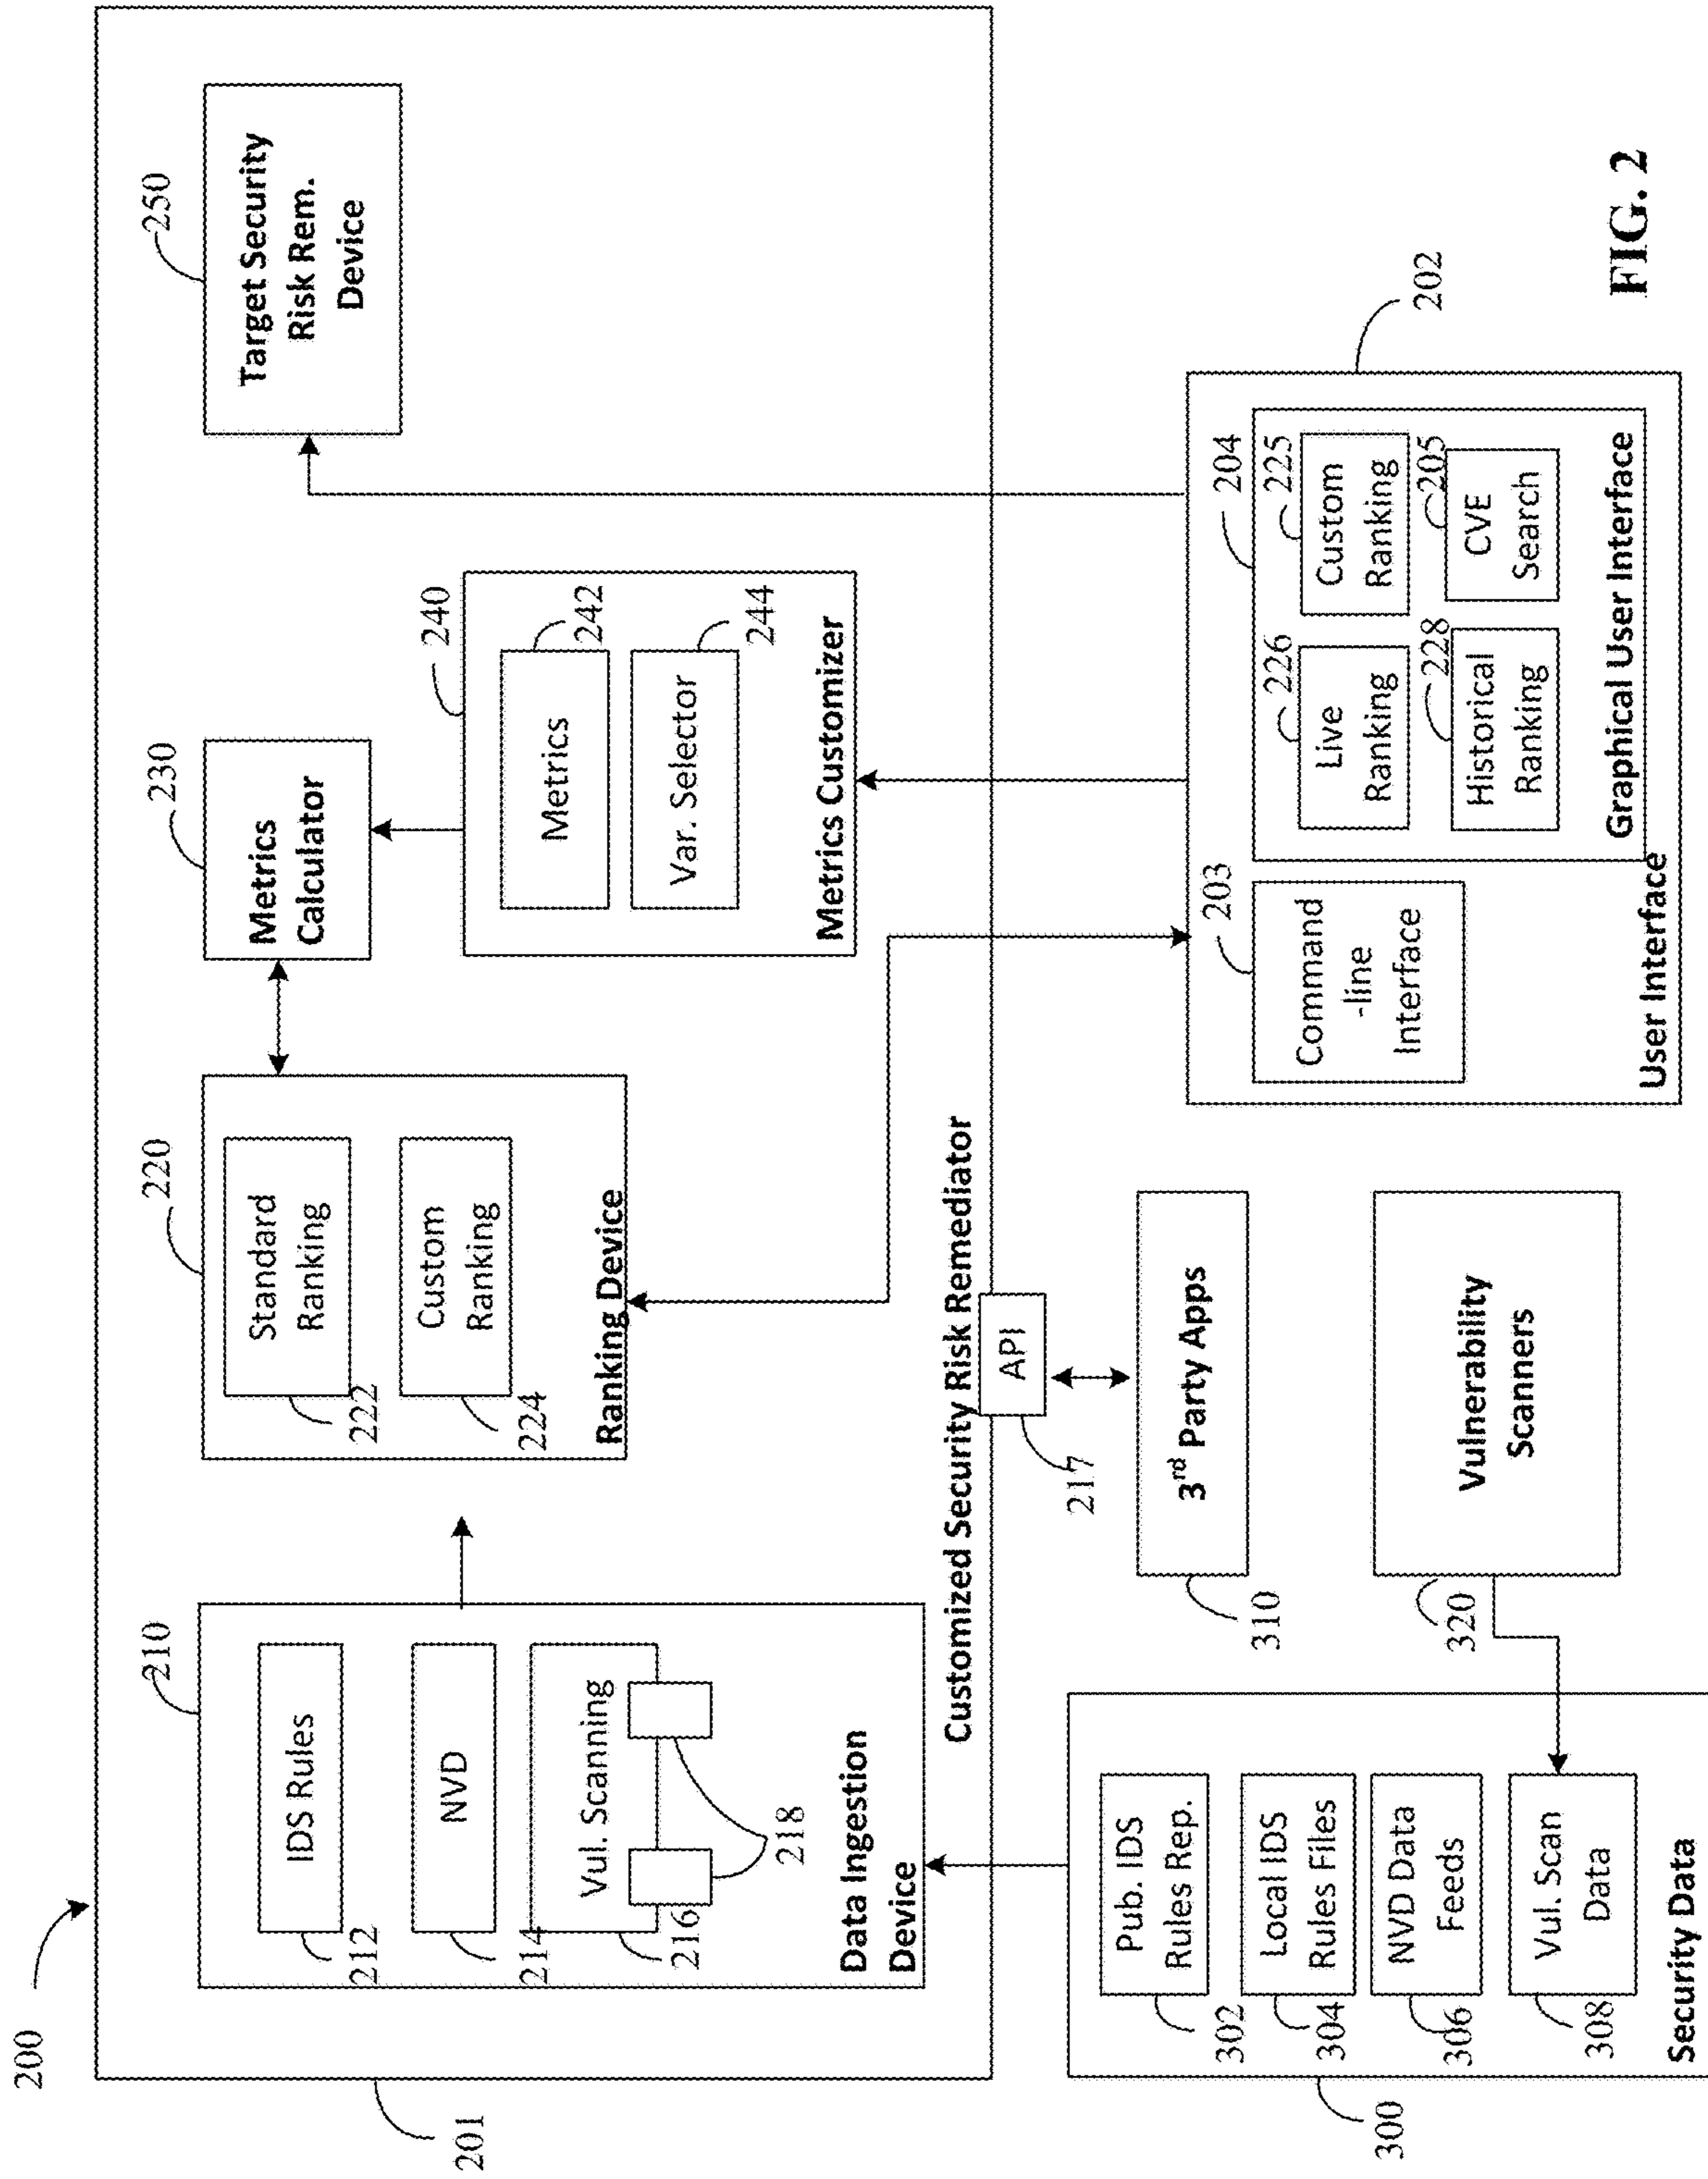 200
201
210
IDS Rules
212
NVD
214
Vul. Scanning
216
218
Data Ingestion
Device
220
Standard
Ranking
222
Custom
Ranking
224
Ranking Device
230
Metrics
Calculator
240
Metrics
242
Var. Selector
244
Metrics Customizer
250
Target Security
Risk Rem.
Device
Customized Security Risk Remediator
API
217
300
Pub. IDS
Rules Rep.
302
Local IDS
Rules Files
304
NVD Data
Feeds
306
Vul. Scan
Data
308
Security Data
3rd Party Apps
310
Vulnerability
Scanners
320
202
203
Command
-line
Interface
User Interface
204
226
Live
Ranking
225
Custom
Ranking
228
Historical
Ranking
205
CVE
Search
Graphical User Interface
FIG. 2